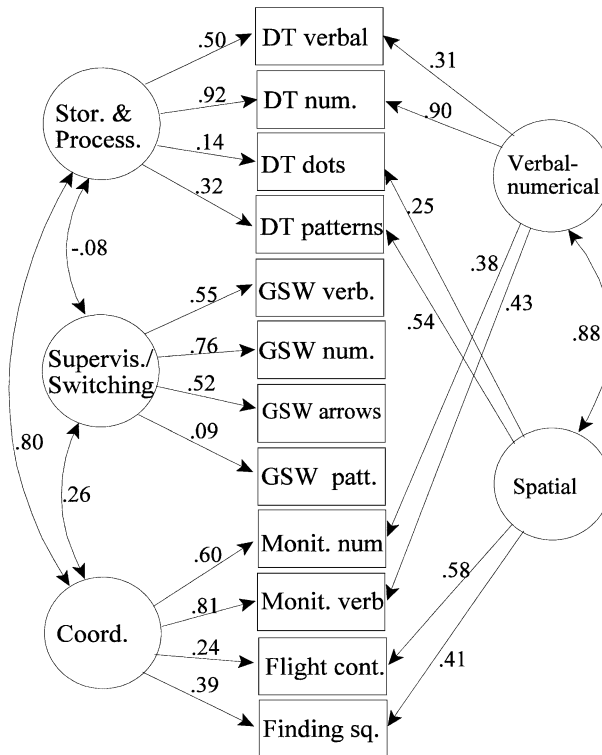 .50
DT verbal
.31
Stor. &
Process.
.92
DT num.
.90
.14
DT dots
Verbal-
numerical
.32
DT patterns
.25
-.08
.38
.55
GSW verb.
.43
.54
Supervis./
Switching
.76
GSW num.
.88
.52
GSW arrows
.80
.09
GSW patt.
Spatial
.26
.60
Monit. num
.58
.81
Monit. verb
Coord.
.24
Flight cont.
.41
.39
Finding sq.